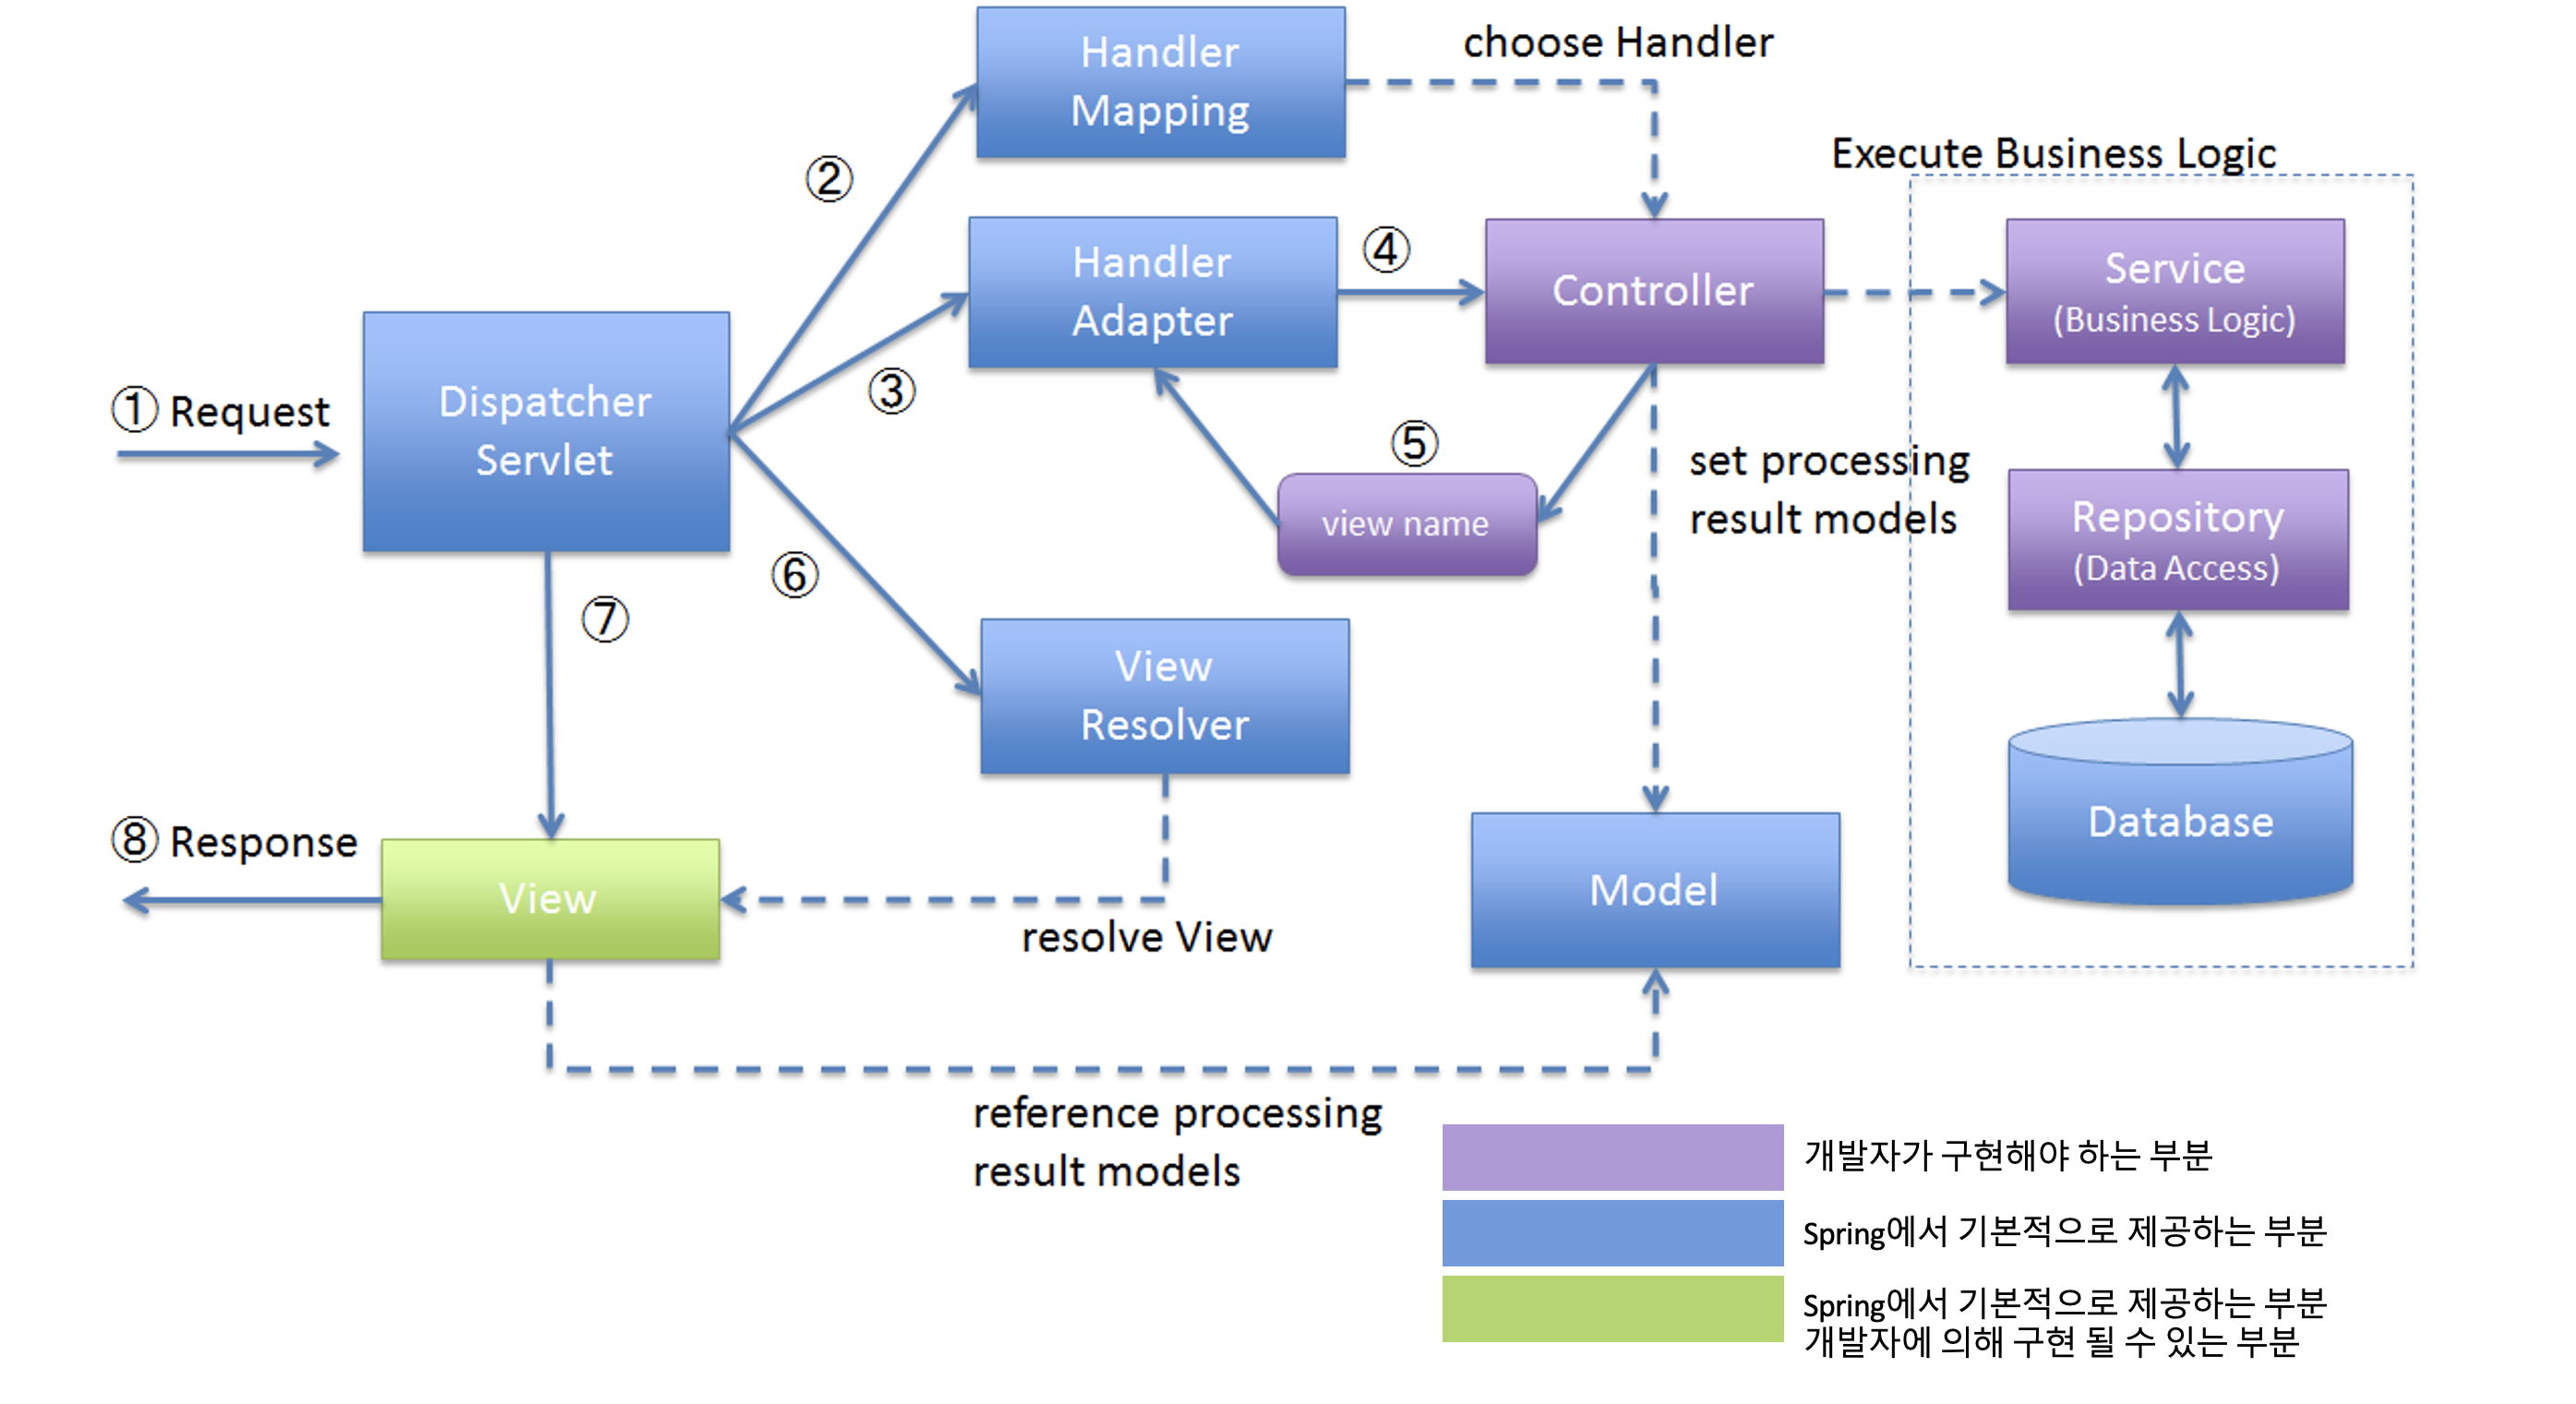 Handler
Mapping
choose Handler
②
Execute Business Logic
Handler
Adapter
④
Controller
Service
(Business Logic)
① Request
Dispatcher
Servlet
③
⑤
view name
set processing
result models
Repository
(Data Access)
⑥
⑦
View
Resolver
Database
⑧ Response
View
resolve View
Model
reference processing
result models
개발자가 구현해야 하는 부분
Spring에서 기본적으로 제공하는 부분
Spring에서 기본적으로 제공하는 부분
개발자에 의해 구현 될 수 있는 부분